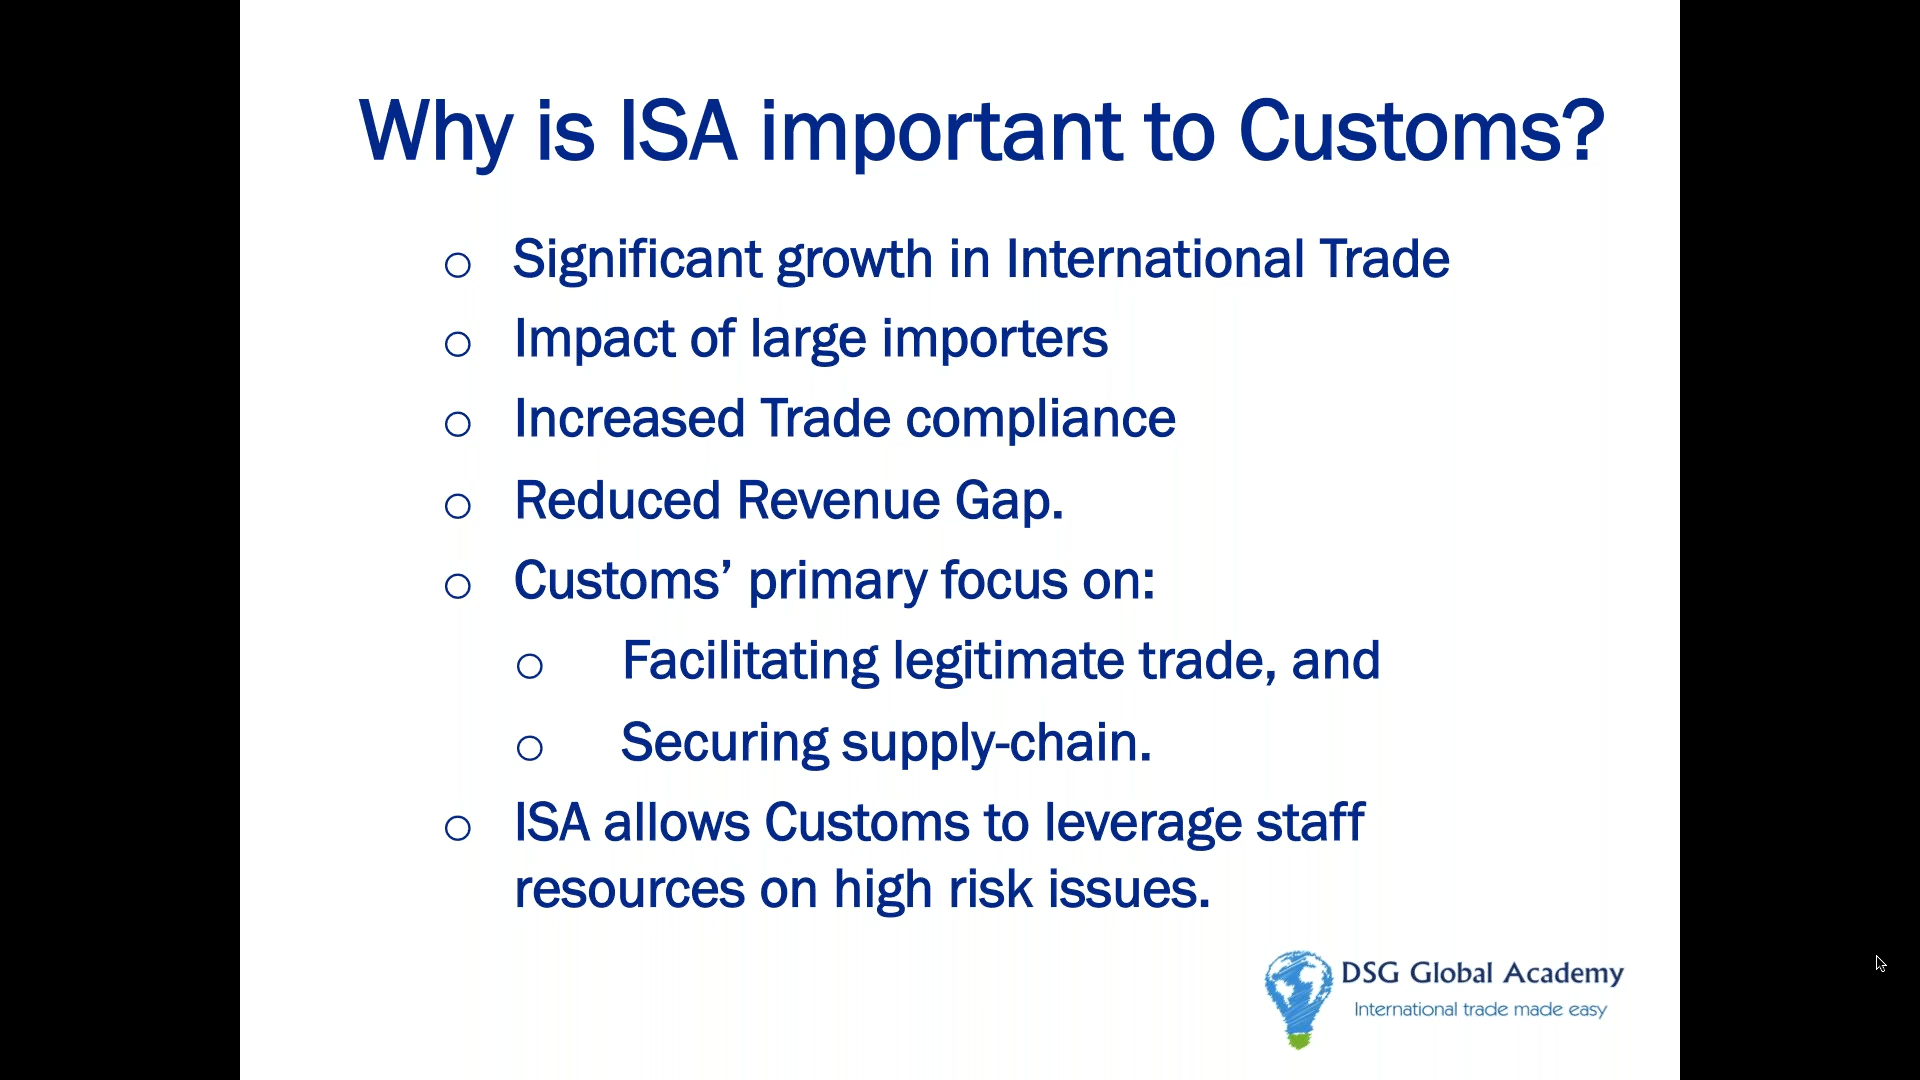 Why is ISA important to Customs?
Significant growth in International Trade
Impact of large importers
Increased Trade compliance
Reduced Revenue Gap.
Customs’ primary focus on:
Facilitating legitimate trade, and
Securing supply-chain.
ISA allows Customs to leverage staff
resources on high risk issues.
DSG Global Academy
International trade made easy